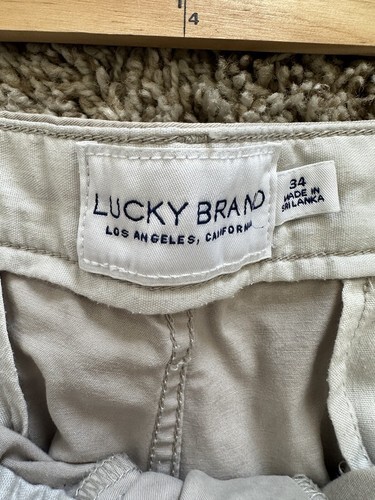 4
LUCKY BRAND
LOS ANGELES, CALIFORNIA
34
MADE IN
SRI LANKA